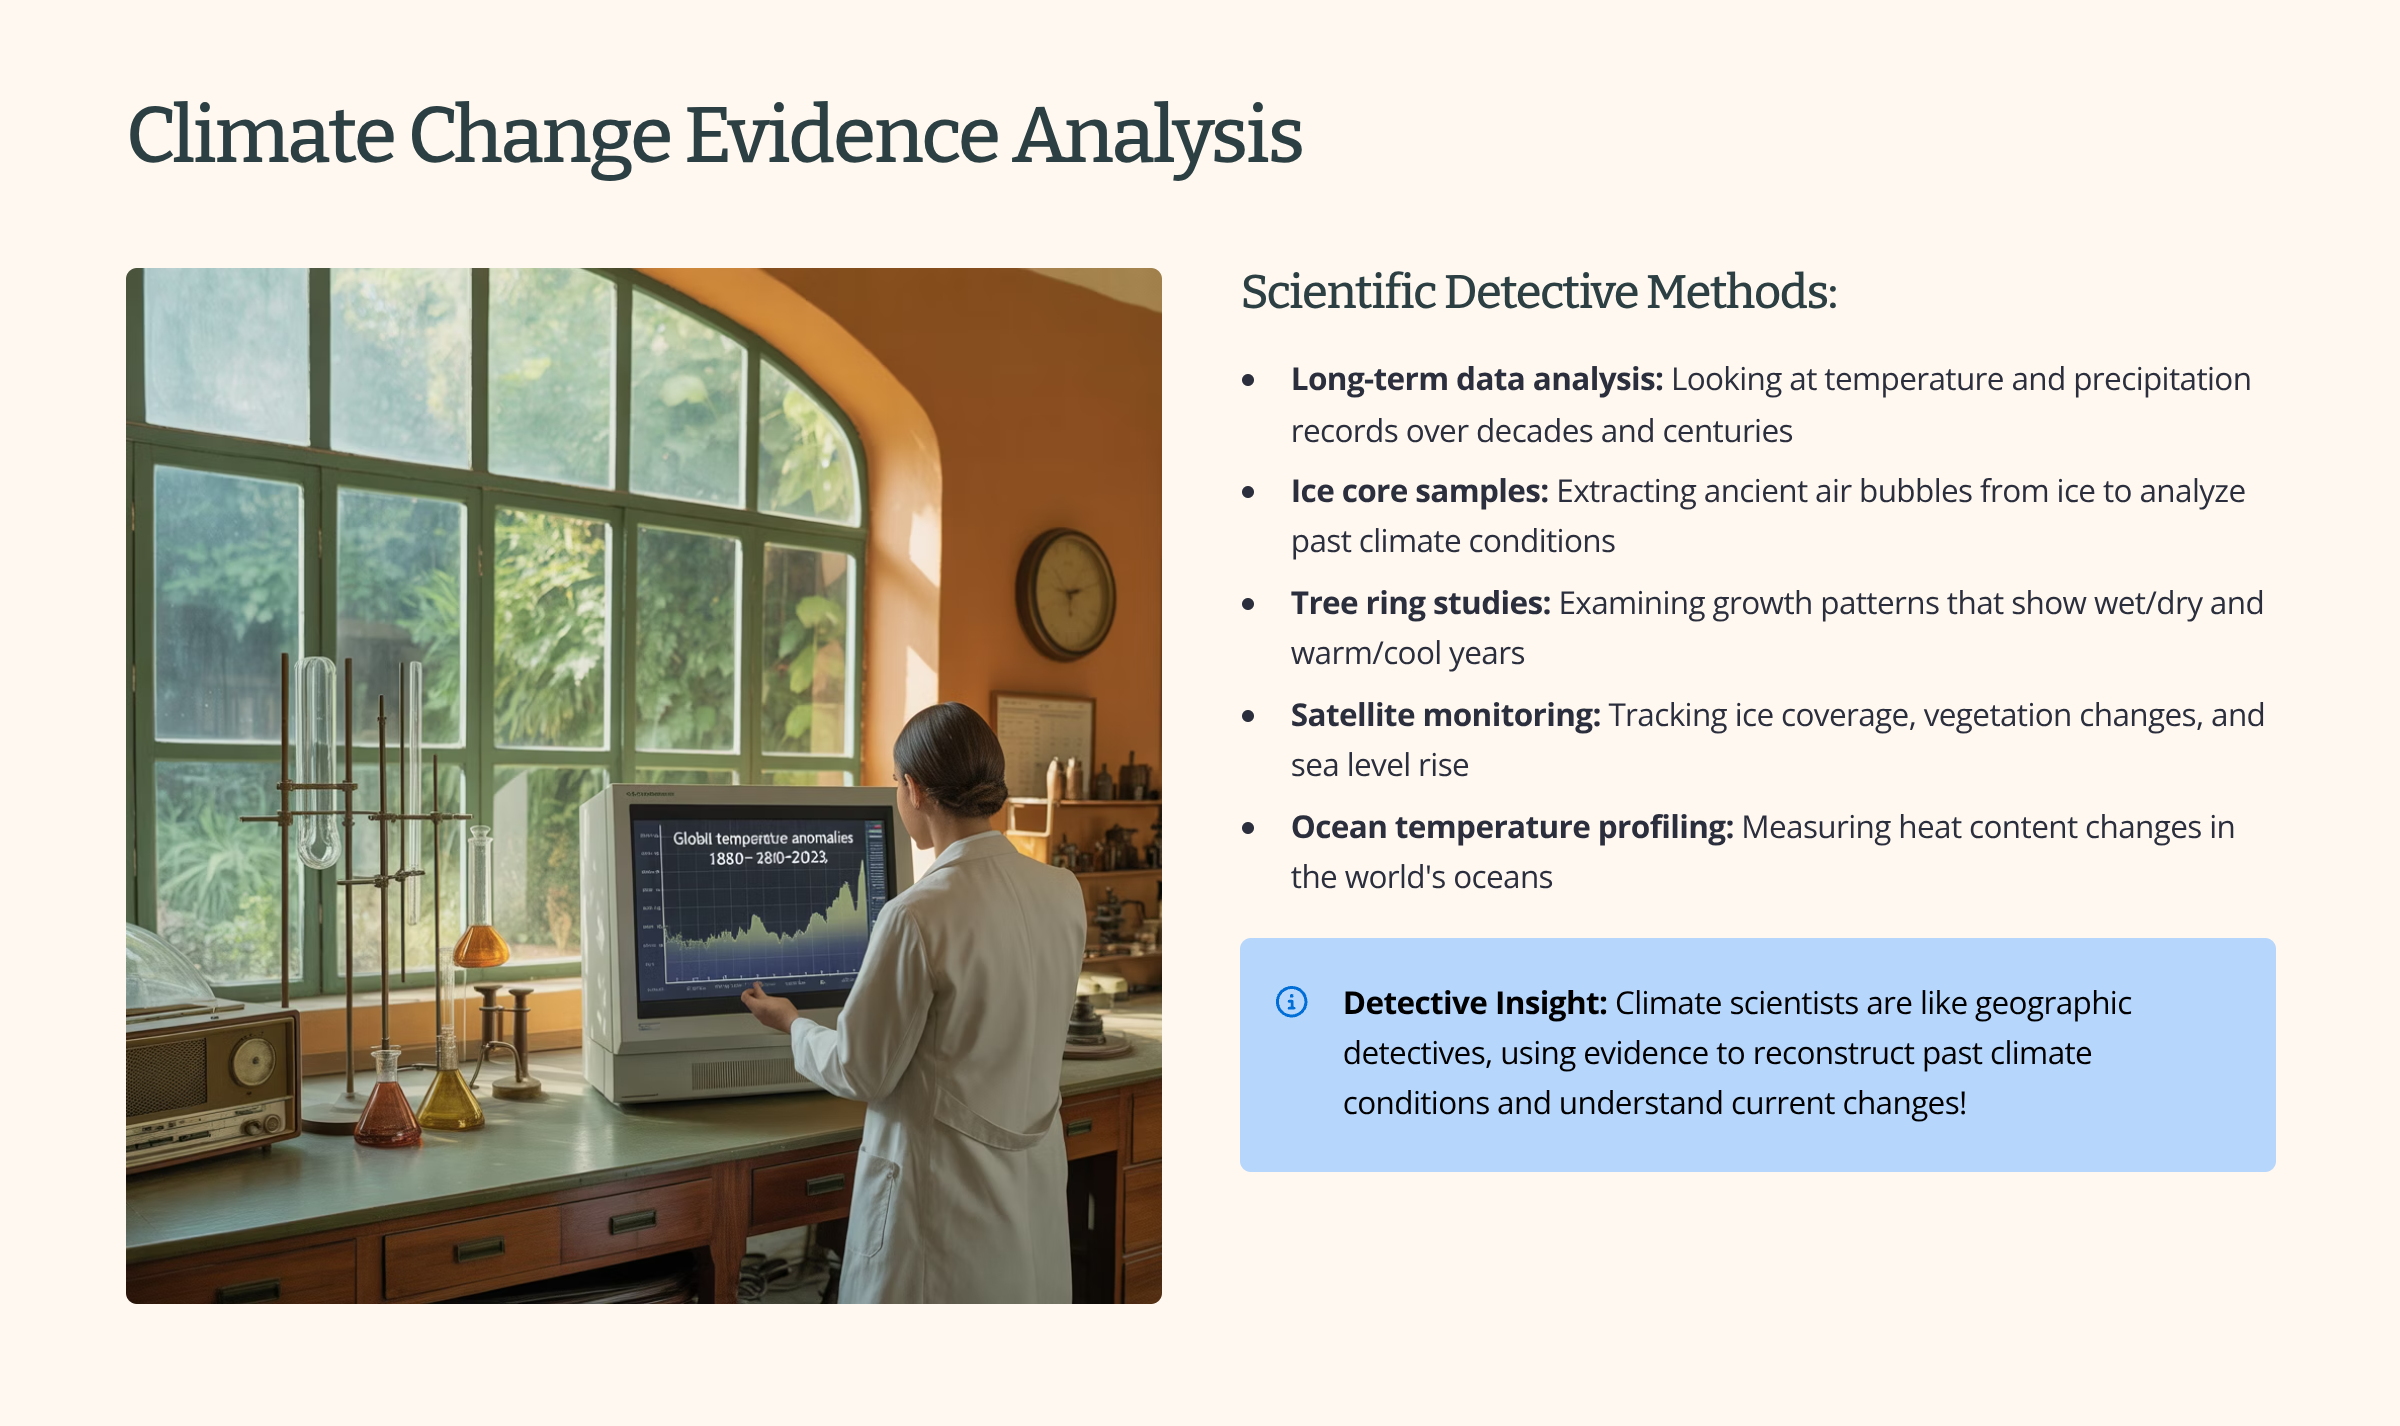 Climate Change Evidence Analysis
Globil temperatue anomalies
1880–2810-2023,
Scientific Detective Methods:
• Long-term data analysis: Looking at temperature and precipitation
records over decades and centuries
• Ice core samples: Extracting ancient air bubbles from ice to analyze
past climate conditions
• Tree ring studies: Examining growth patterns that show wet/dry and
warm/cool years
• Satellite monitoring: Tracking ice coverage, vegetation changes, and
sea level rise
• Ocean temperature profiling: Measuring heat content changes in
the world's oceans
Detective Insight: Climate scientists are like geographic
detectives, using evidence to reconstruct past climate
conditions and understand current changes!